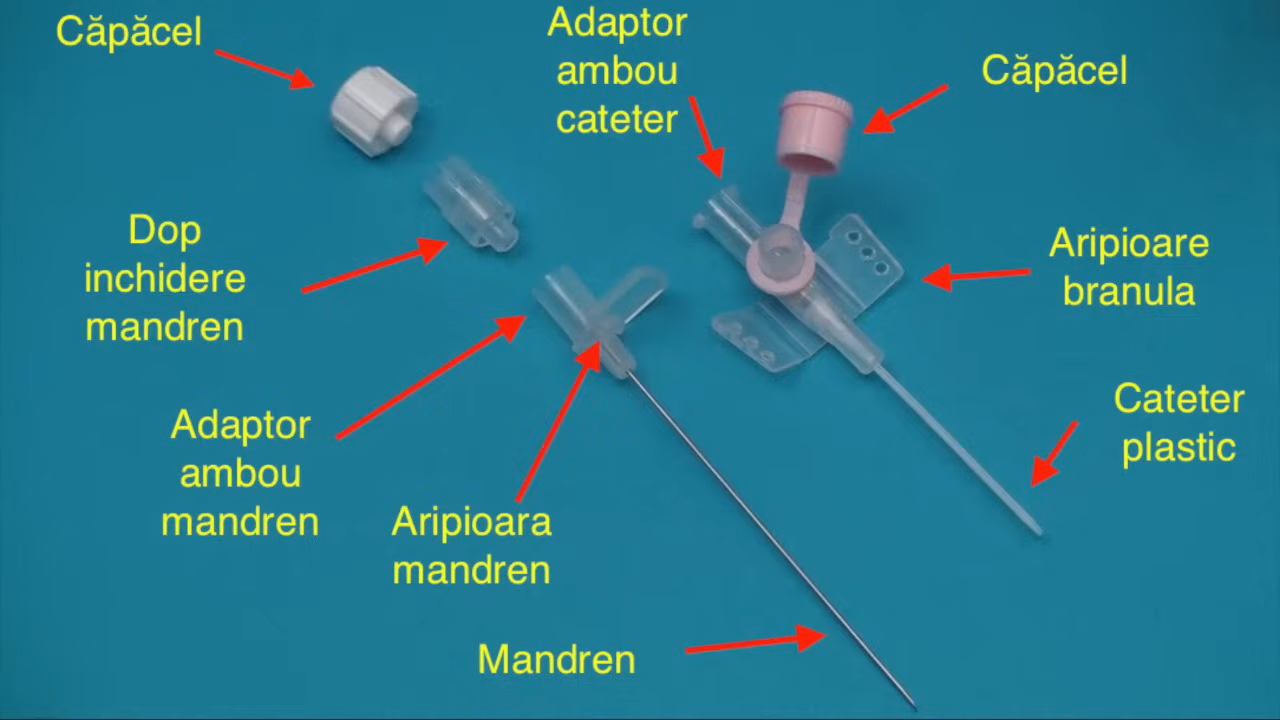 Căpăcel
Adaptor
ambou
cateter
Căpăcel
Dop
inchidere
mandren
Aripioare
branula
Adaptor
ambou
mandren
Aripioara
mandren
Cateter
plastic
Mandren